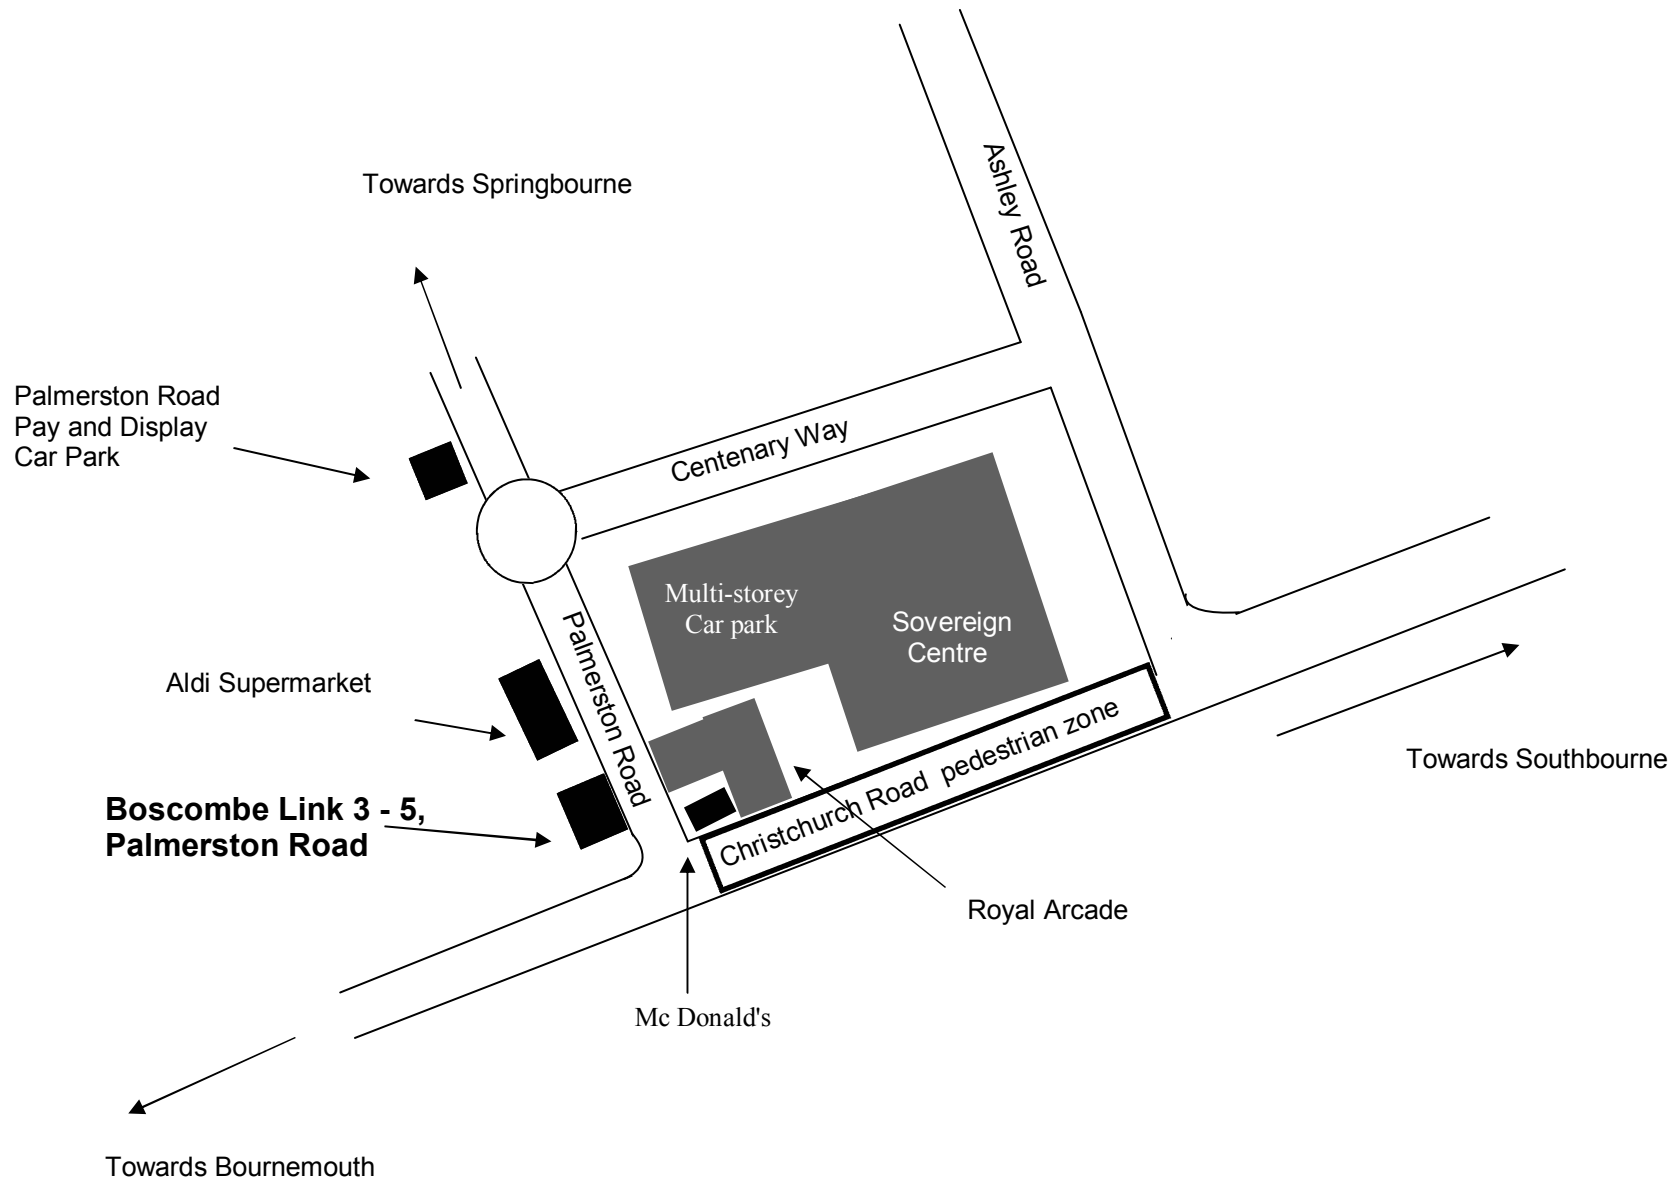 Ashley Road
Towards Springbourne
Palmerston Road
Pay and Display
Car Park
Centenary Way
Multi-storey
Car park
Sovereign
Centre
Palmerston Road
Aldi Supermarket
Christchurch Road  pedestrian zone
Towards Southbourne
Boscombe Link 3 - 5,
Palmerston Road
Royal Arcade
Mc Donald's
Towards Bournemouth